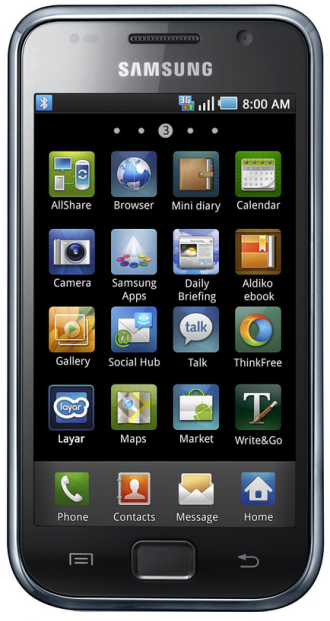 SAMSUNG
3G 8:00 AM
3
AllShare Browser Mini diary Calendar
Camera Samsung Apps Daily Briefing Aldiko ebook
Gallery Social Hub talk Talk ThinkFree
layar Layar Maps Market Write&Go
Phone Contacts Message Home